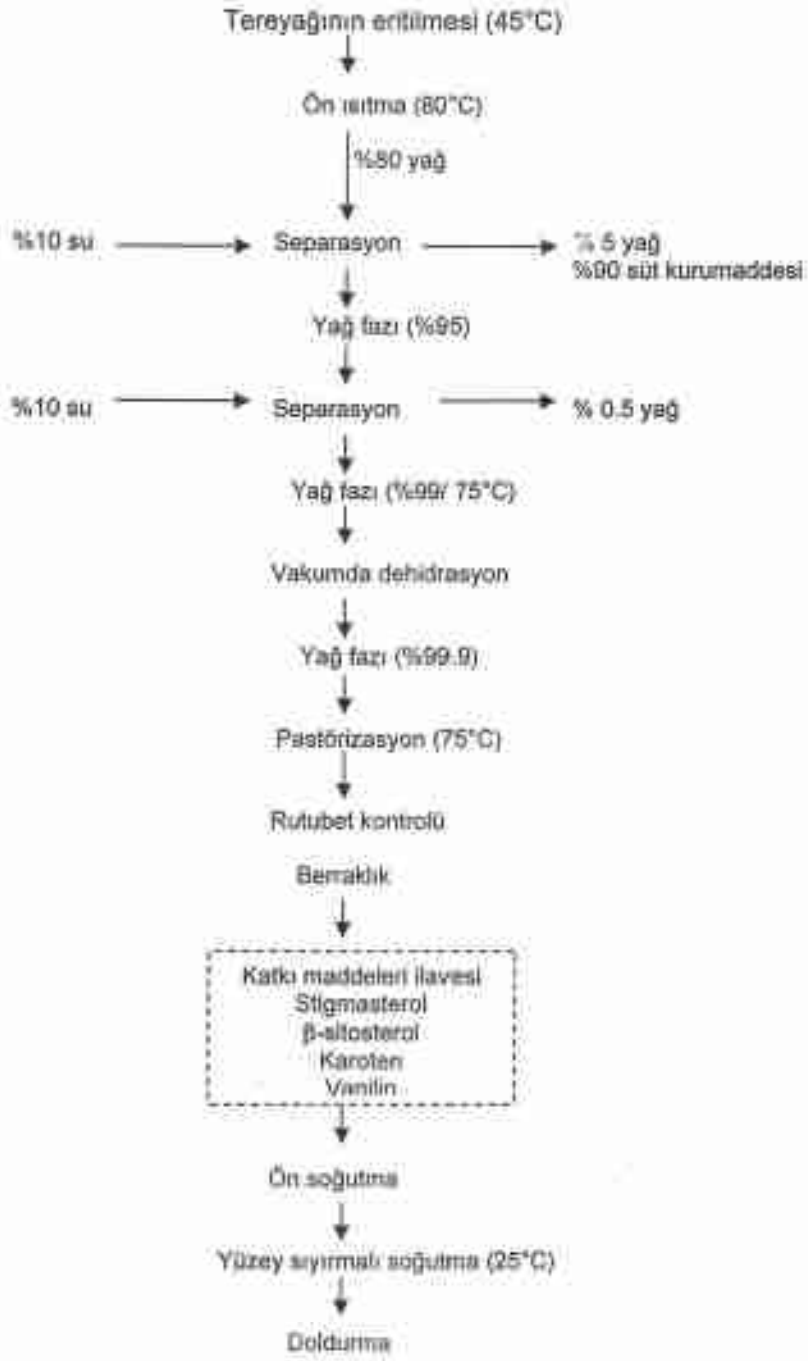 Tereyağının eritilmesi (45°C)
Ön ısıtma (60°C)
%80 yağ
%10 su
Separasyon
% 5 yağ
%90 süt kurumaddesi
Yağ fazı (%95)
%10 su
Separasyon
% 0.5 yağ
Yağ fazı (%99/ 75°C)
Vakumda dehidrasyon
Yağ fazı (%99.9)
Pastörizasyon (75°C)
Rutubet kontrolü
Berraklık
Katkı maddeleri ilavesi
Stigmasterol
β-sitosterol
Karoten
Vanilin
Ön soğutma
Yüzey sıyırmalı soğutma (25°C)
Doldurma